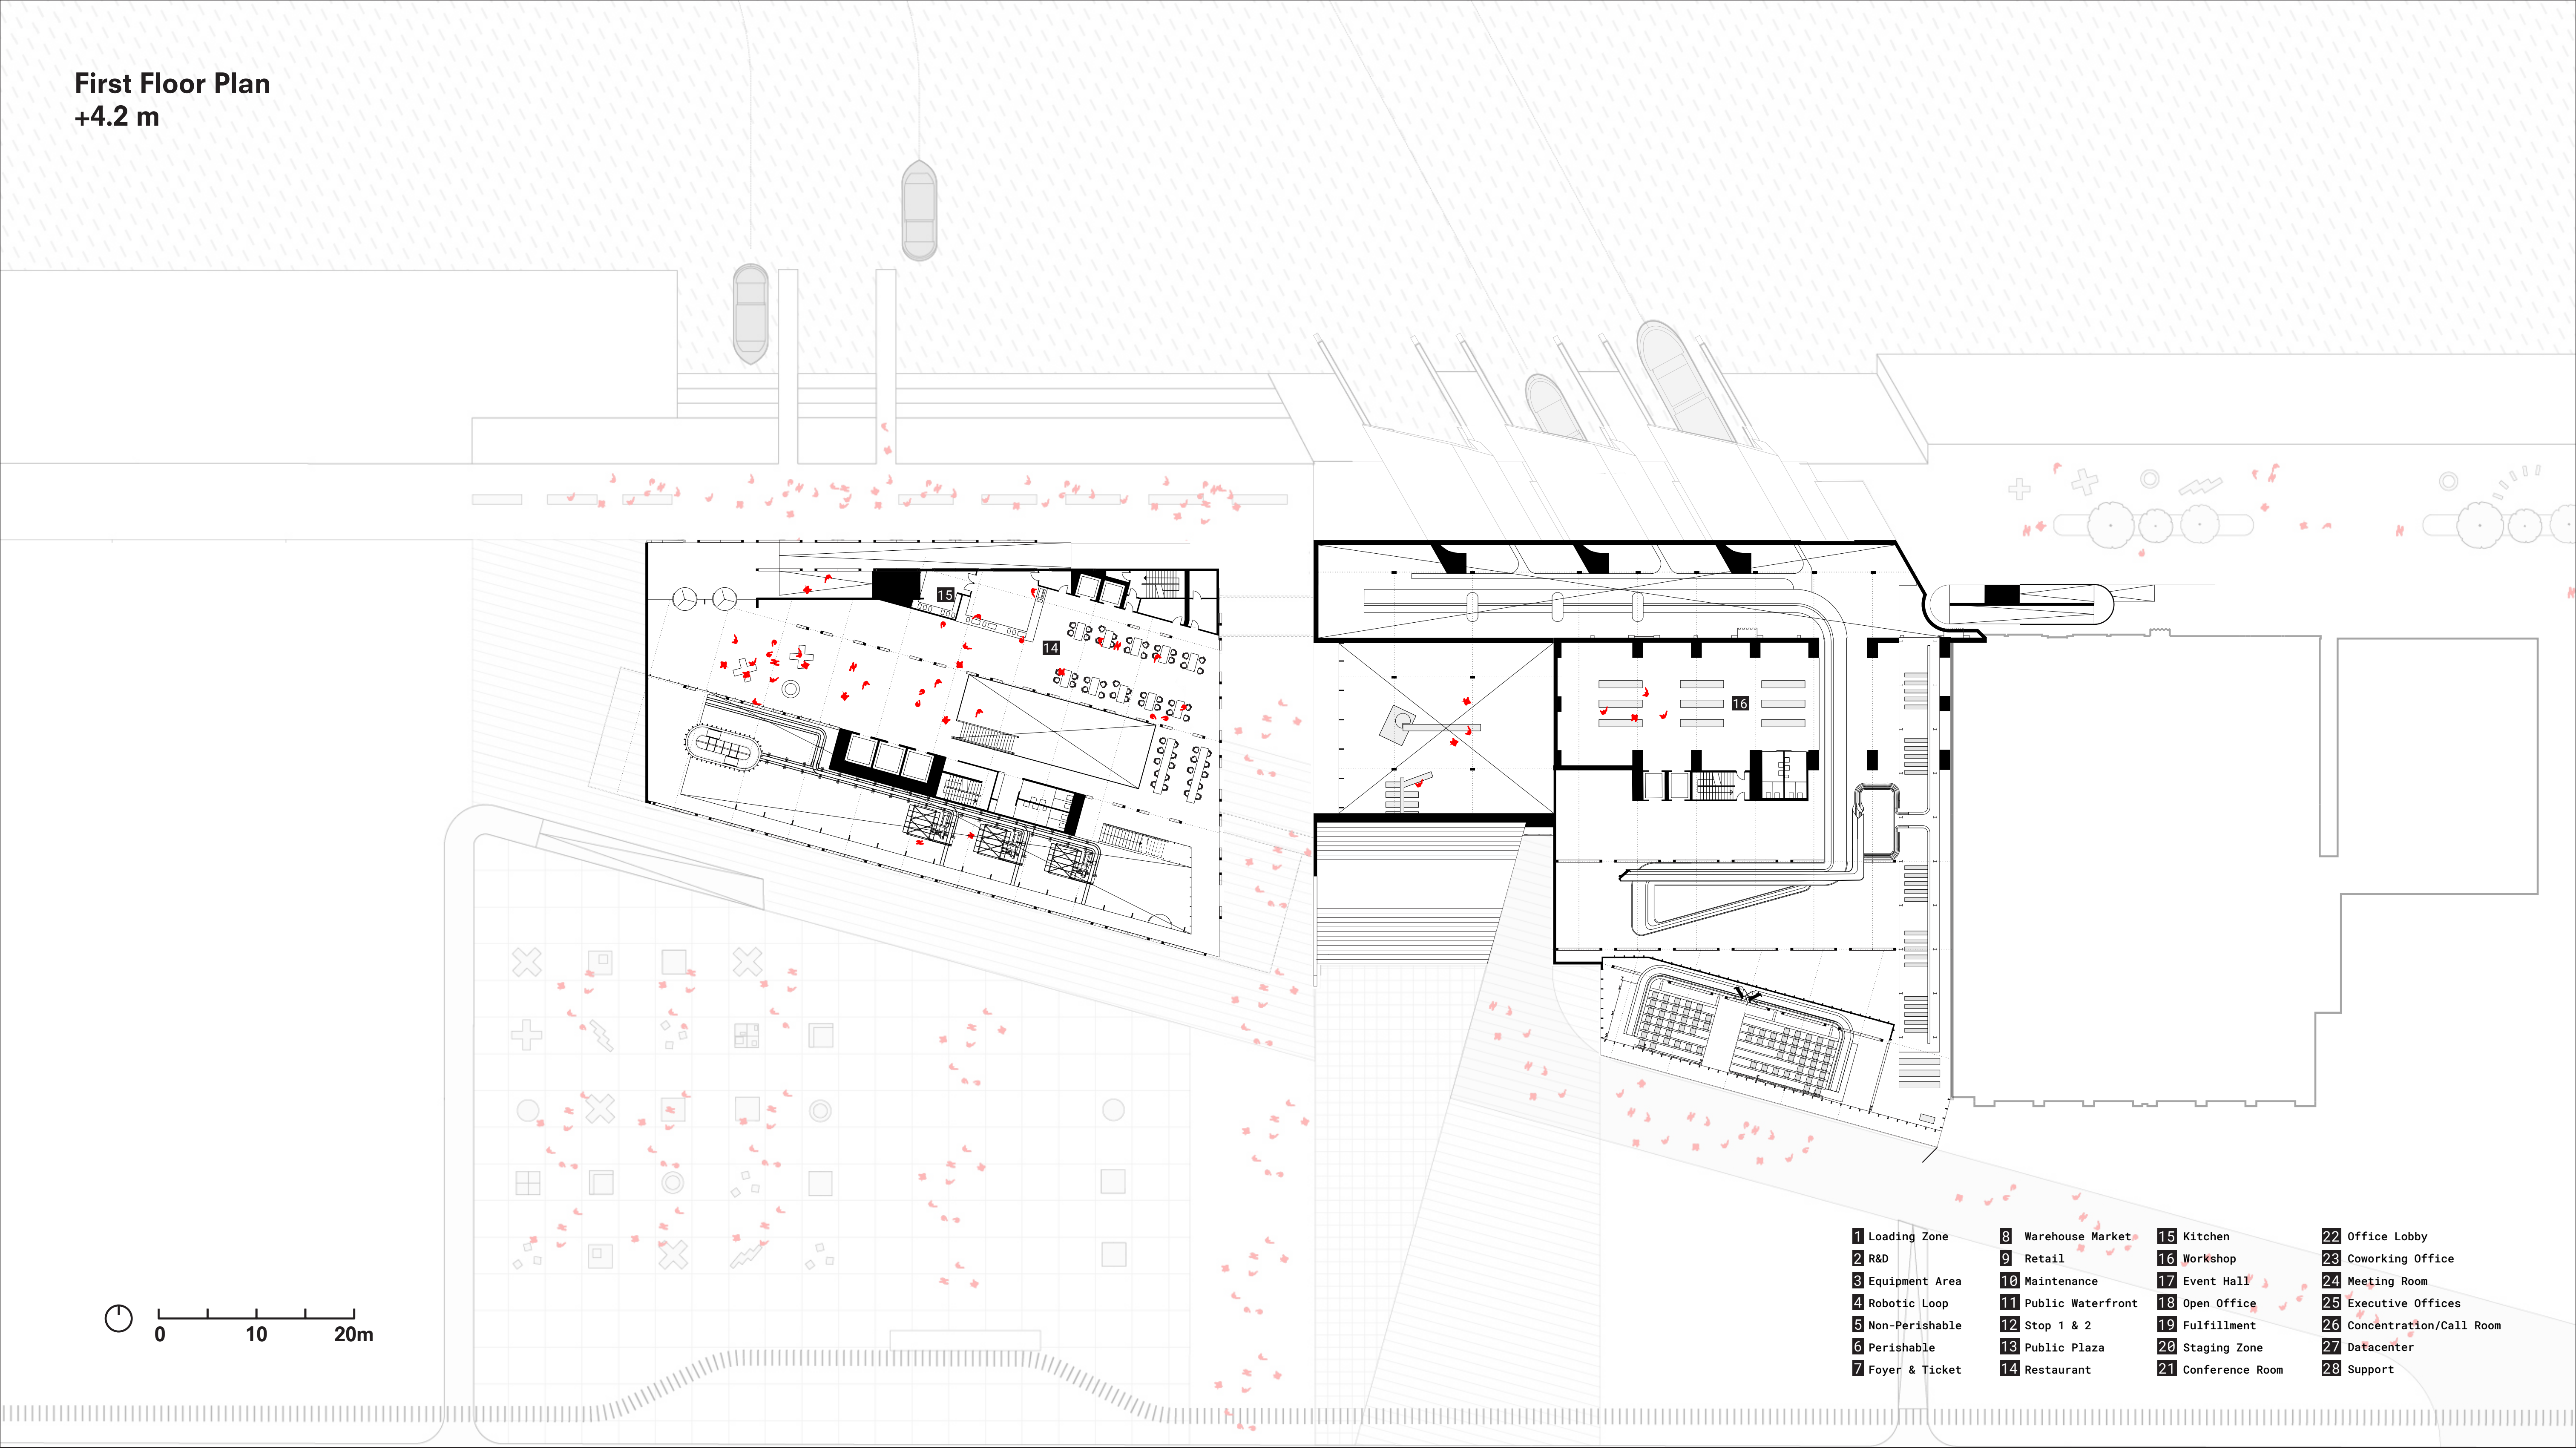 First Floor Plan
+4.2 m
15
14
16
1 Loading Zone
2 R&D
3 Equipment Area
4 Robotic Loop
5 Non-Perishable
6 Perishable
7 Foyer & Ticket
8 Warehouse Market
9 Retail
10 Maintenance
11 Public Waterfront
12 Stop 1 & 2
13 Public Plaza
14 Restaurant
15 Kitchen
16 Workshop
17 Event Hall
18 Open Office
19 Fulfillment
20 Staging Zone
21 Conference Room
22 Office Lobby
23 Coworking Office
24 Meeting Room
25 Executive Offices
26 Concentration/Call Room
27 Datacenter
28 Support
0 10 20m